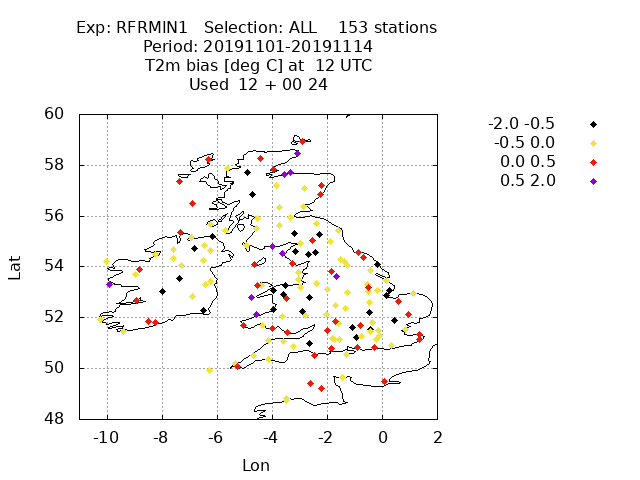 Exp: RFRMIN1 Selection: ALL 153 stations
Period: 20191101-20191114
T2m bias [deg C] at 12 UTC
Used 12 + 00 24
-2.0 -0.5
-0.5 0.0
0.0 0.5
0.5 2.0
Lat
60
58
56
54
52
50
48
-10 -8 -6 -4 -2 0 2
Lon